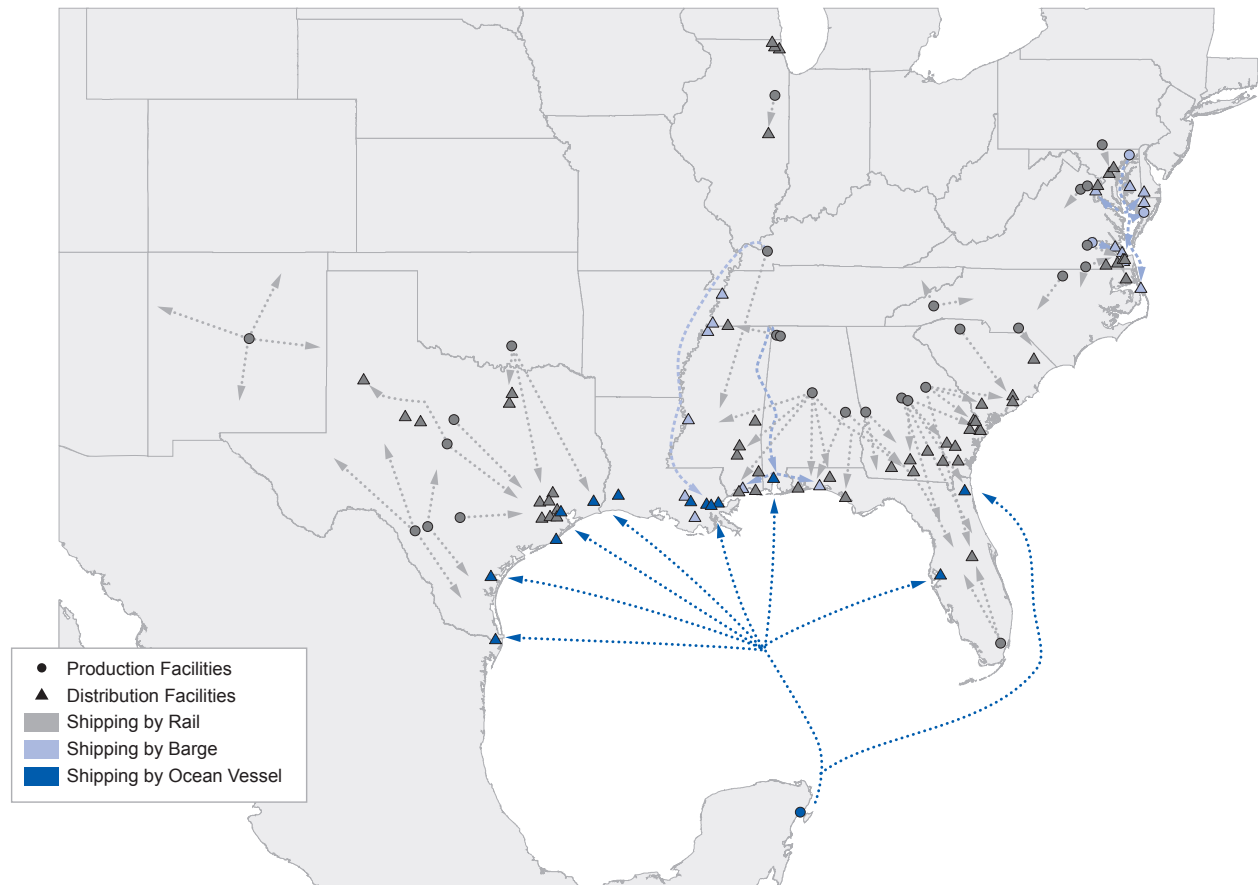 Production Facilities
Distribution Facilities
Shipping by Rail
Shipping by Barge
Shipping by Ocean Vessel